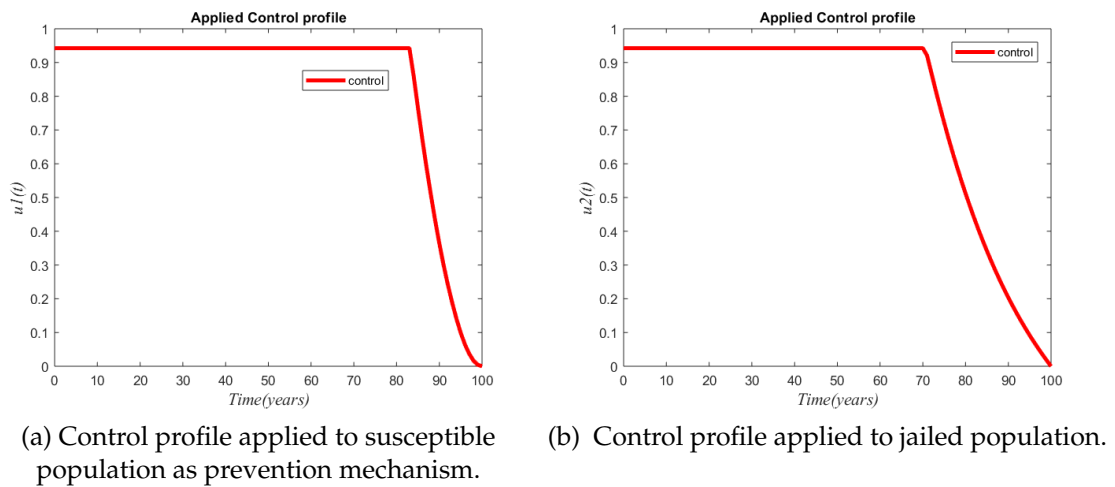 Applied Control profile
1
0.9
0.8
0.7
0.6
0.5
0.4
0.3
0.2
0.1
0
u1(t)
control
0 10 20 30 40 50 60 70 80 90 100
Time(years)
(a) Control profile applied to susceptible
population as prevention mechanism.
Applied Control profile
1
0.9
0.8
0.7
0.6
0.5
0.4
0.3
0.2
0.1
0
u2(t)
control
0 10 20 30 40 50 60 70 80 90 100
Time(years)
(b) Control profile applied to jailed population.